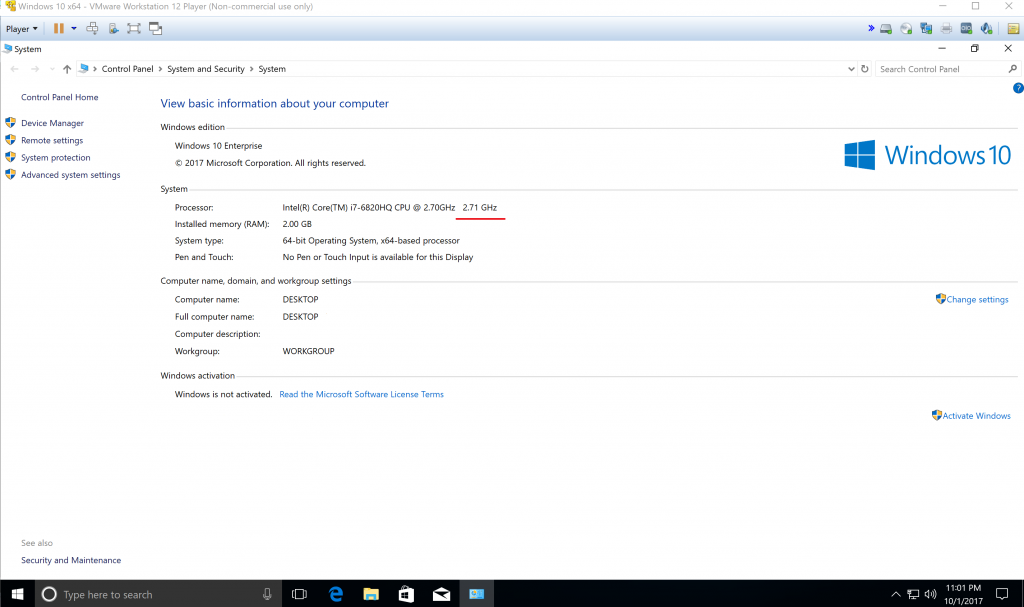 Windows 10 x64 - VMware Workstation 12 Player (Non-commercial use only)
Player
System
Control Panel > System and Security > System
Search Control Panel
Control Panel Home
Device Manager
Remote settings
System protection
Advanced system settings
View basic information about your computer
Windows edition
Windows 10 Enterprise
© 2017 Microsoft Corporation. All rights reserved.
Windows 10
System
Processor: Intel(R) Core(TM) i7-6820HQ CPU @ 2.70GHz 2.71 GHz
Installed memory (RAM): 2.00 GB
System type: 64-bit Operating System, x64-based processor
Pen and Touch: No Pen or Touch Input is available for this Display
Computer name, domain, and workgroup settings
Computer name: DESKTOP
Change settings
Full computer name: DESKTOP
Computer description:
Workgroup: WORKGROUP
Windows activation
Windows is not activated. Read the Microsoft Software License Terms
Activate Windows
See also
Security and Maintenance
Type here to search
11:01 PM
10/1/2017